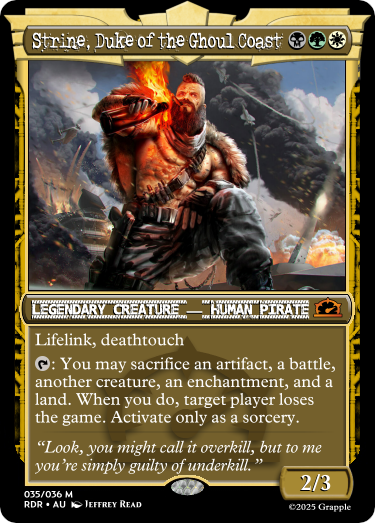 Strine, Duke of the Ghoul Coast
Legendary Creature — Human Pirate
Lifelink, deathtouch
: You may sacrifice an artifact, a battle,
another creature, an enchantment, and a
land. When you do, target player loses
the game. Activate only as a sorcery.
“Look, you might call it overkill, but to me
you’re simply guilty of underkill.”
2/3
035/036 M
RDR • AU Jeffrey Read
©2025 Grapple